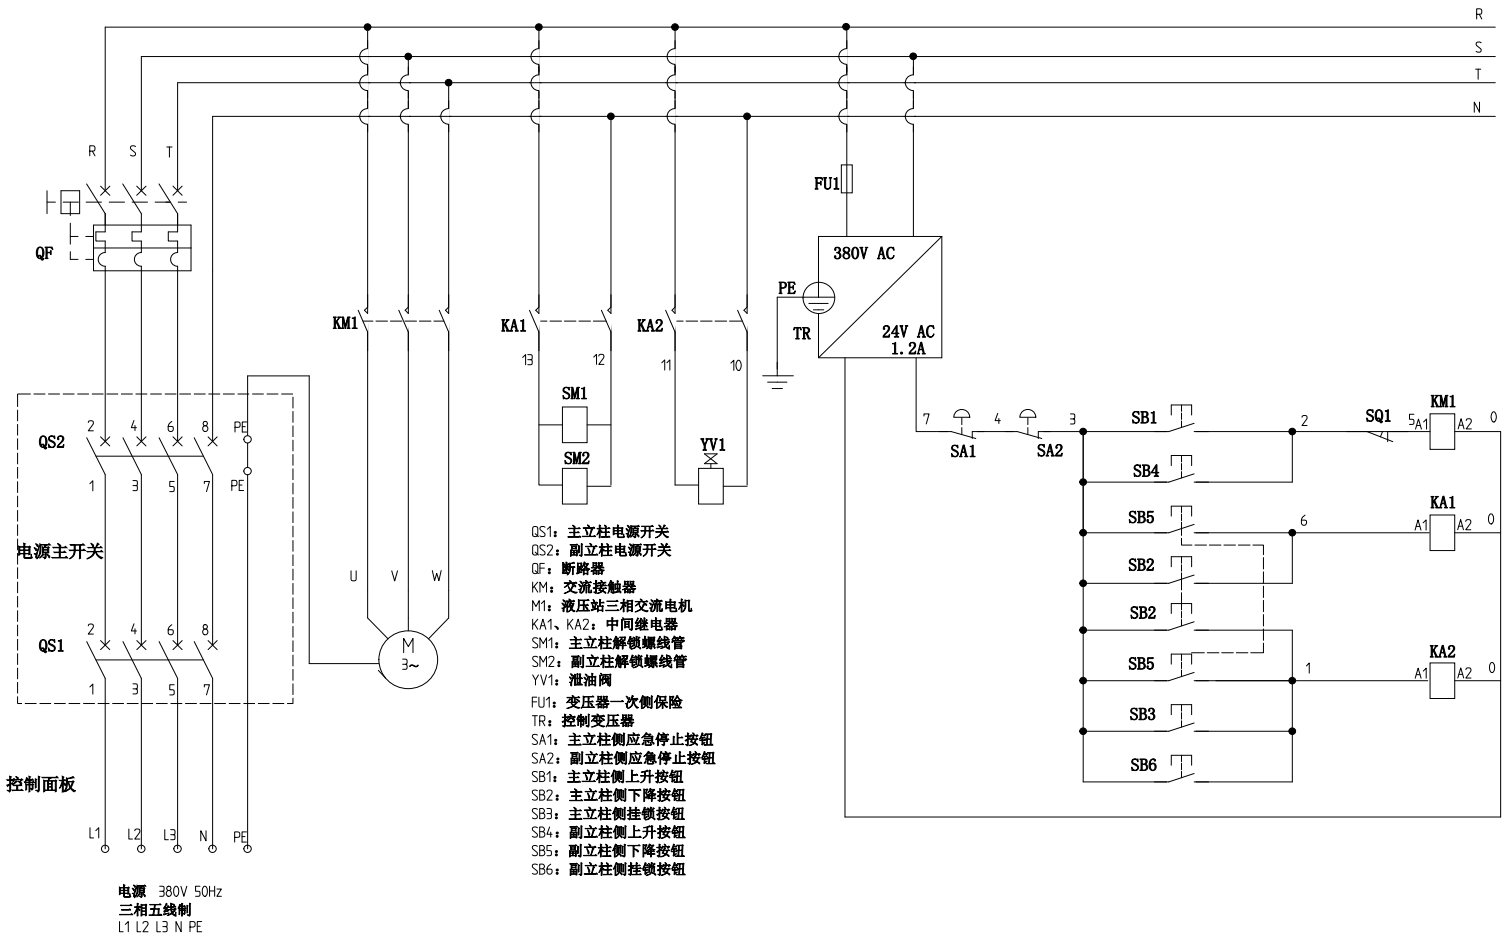 R
S
T
N
R S T
QF
KM1
KA1
13 12
KA2
11 10
FU1
380V AC
PE
TR
24V AC
1.2A
SM1
SM2
YV1
7 SA1 4 SA2 3
SB1 2 SQ1 5 A1 KM1 A2 0
SB4
SB5 6 A1 KA1 A2 0
SB2
SB2
SB5 1 A1 KA2 A2 0
SB3
SB6
2 4 6 8 PE
QS2
1 3 5 7 PE
电源主开关
U V W
M
3~
2 4 6 8
QS1
1 3 5 7
控制面板
L1 L2 L3 N PE
电源 380V 50Hz
三相五线制
L1 L2 L3 N PE
QS1: 主立柱电源开关
QS2: 副立柱电源开关
QF: 断路器
KM: 交流接触器
M1: 液压站三相交流电机
KA1、KA2: 中间继电器
SM1: 主立柱解锁螺线管
SM2: 副立柱解锁螺线管
YV1: 泄油阀
FU1: 变压器一次侧保险
TR: 控制变压器
SA1: 主立柱侧应急停止按钮
SA2: 副立柱侧应急停止按钮
SB1: 主立柱侧上升按钮
SB2: 主立柱侧下降按钮
SB3: 主立柱侧挂锁按钮
SB4: 副立柱侧上升按钮
SB5: 副立柱侧下降按钮
SB6: 副立柱侧挂锁按钮